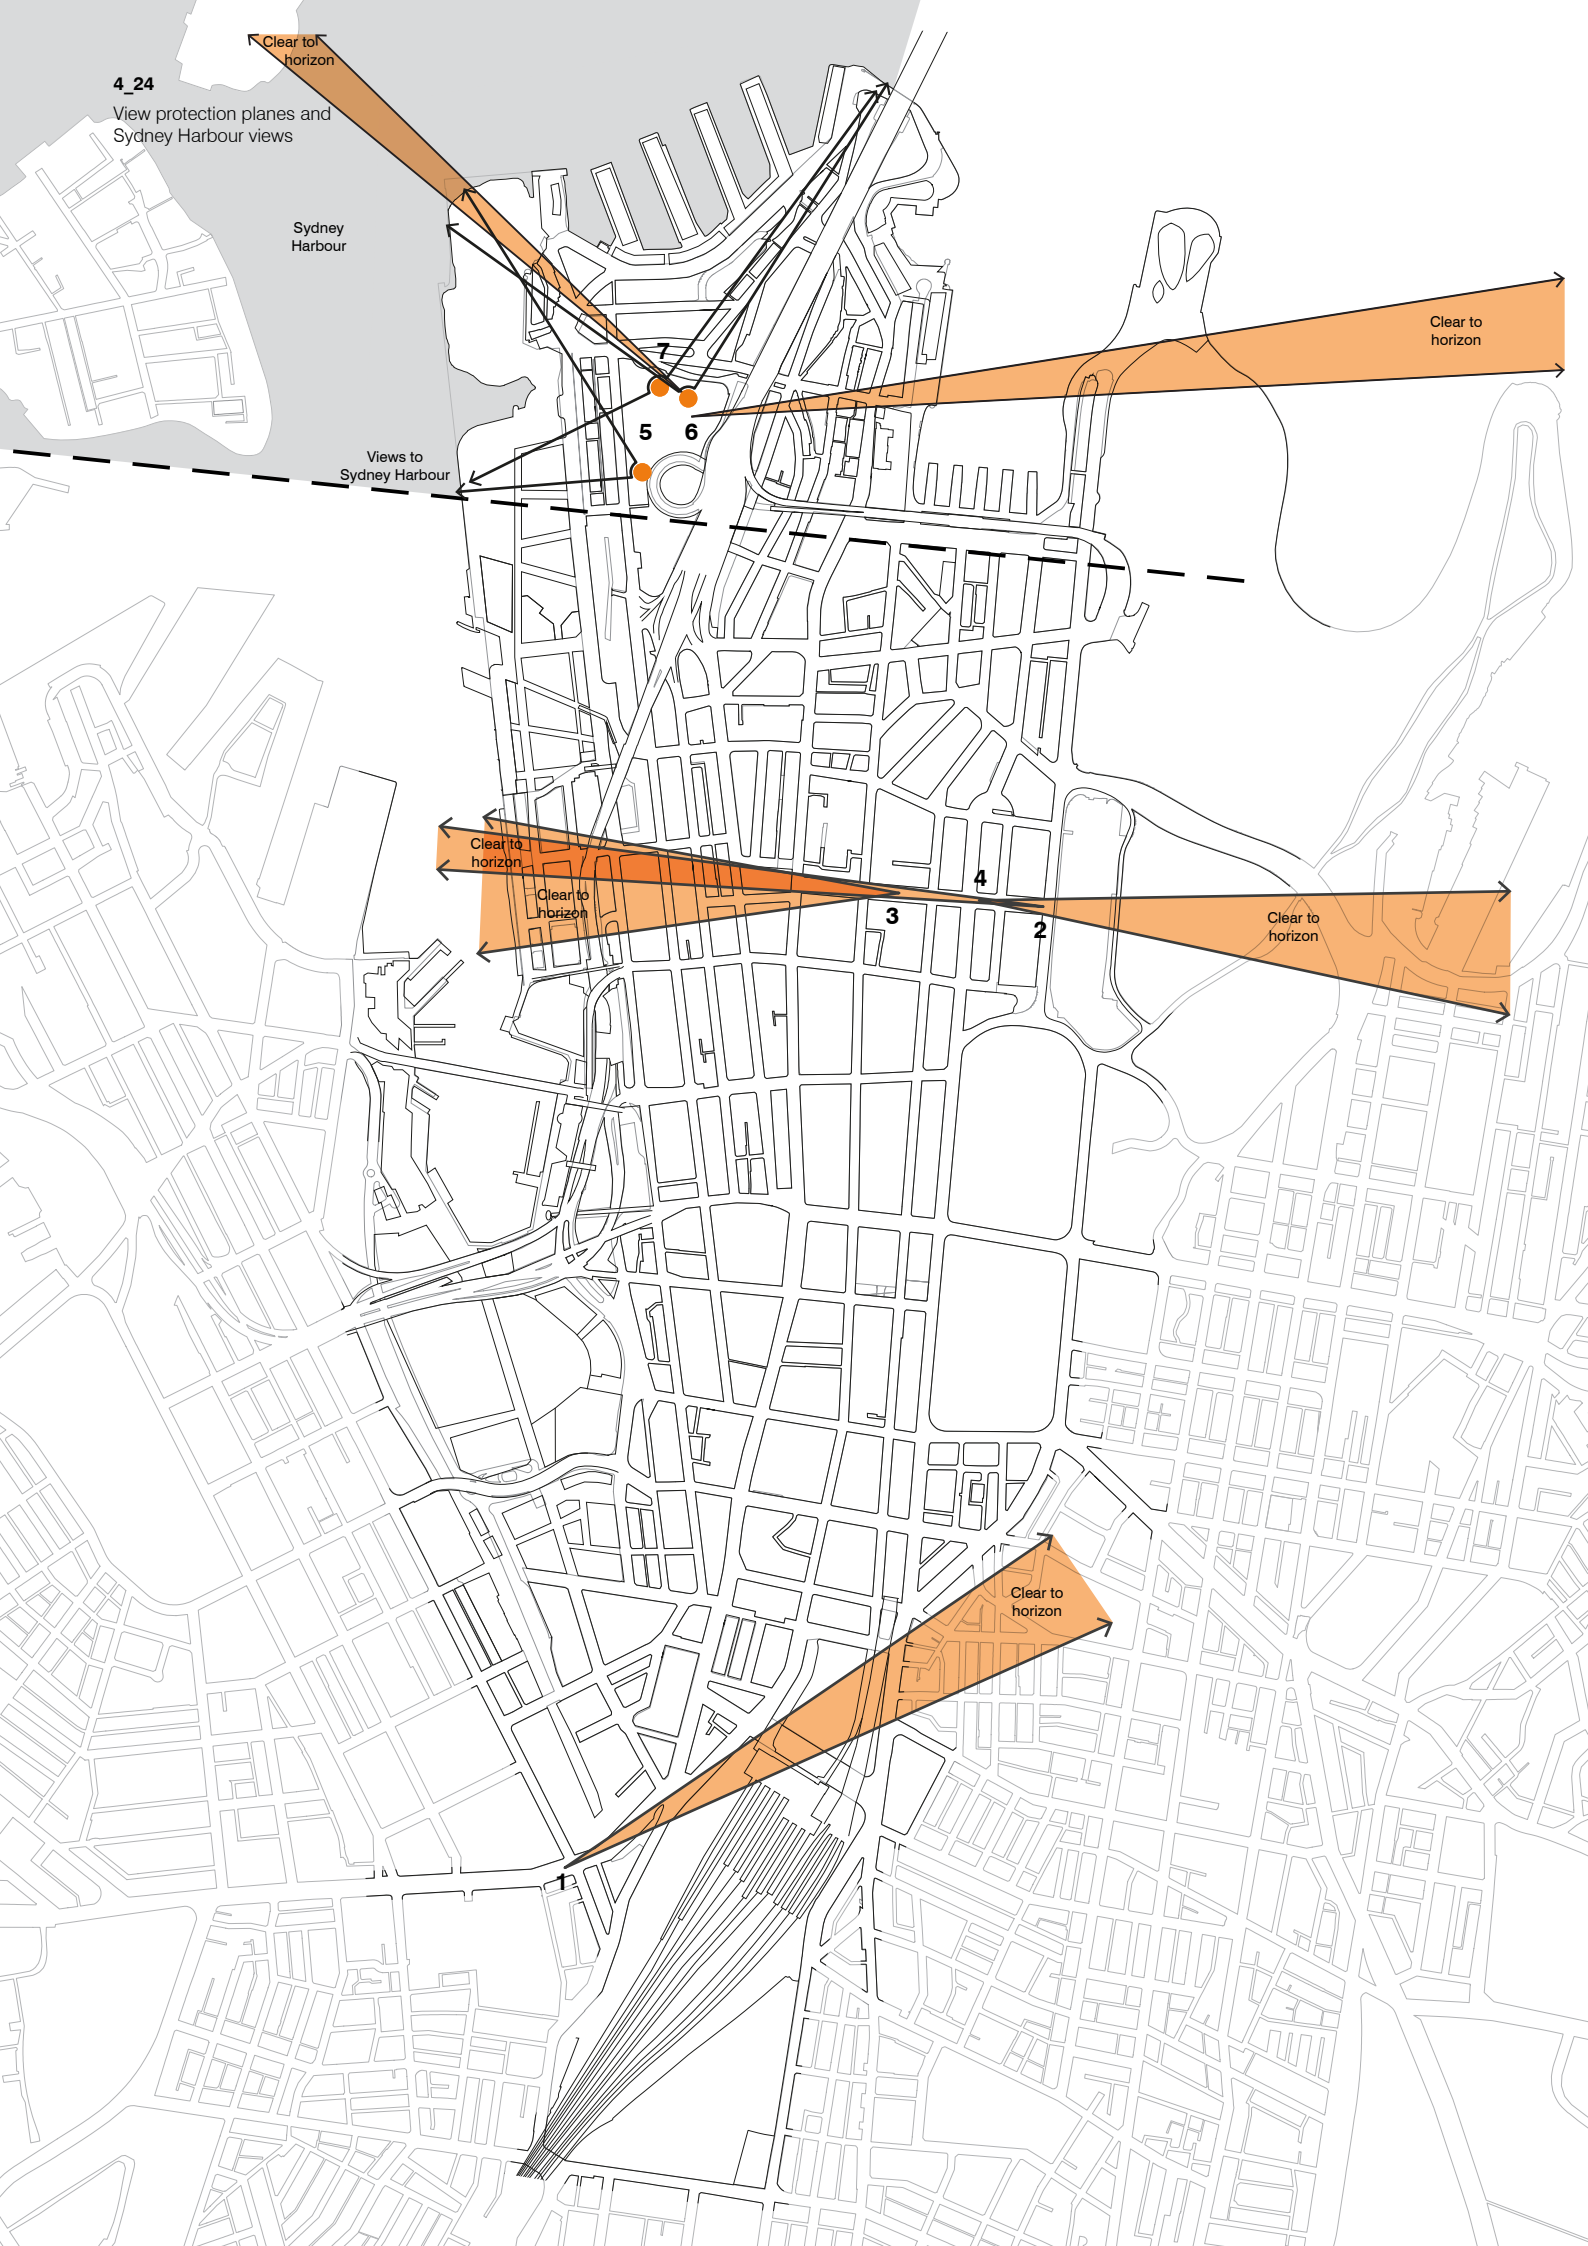 Clear to
horizon
4_24
View protection planes and
Sydney Harbour views
Sydney
Harbour
Clear to
horizon
7
5
6
Views to
Sydney Harbour
Clear to
horizon
Clear to
horizon
4
3
2
Clear to
horizon
Clear to
horizon
1